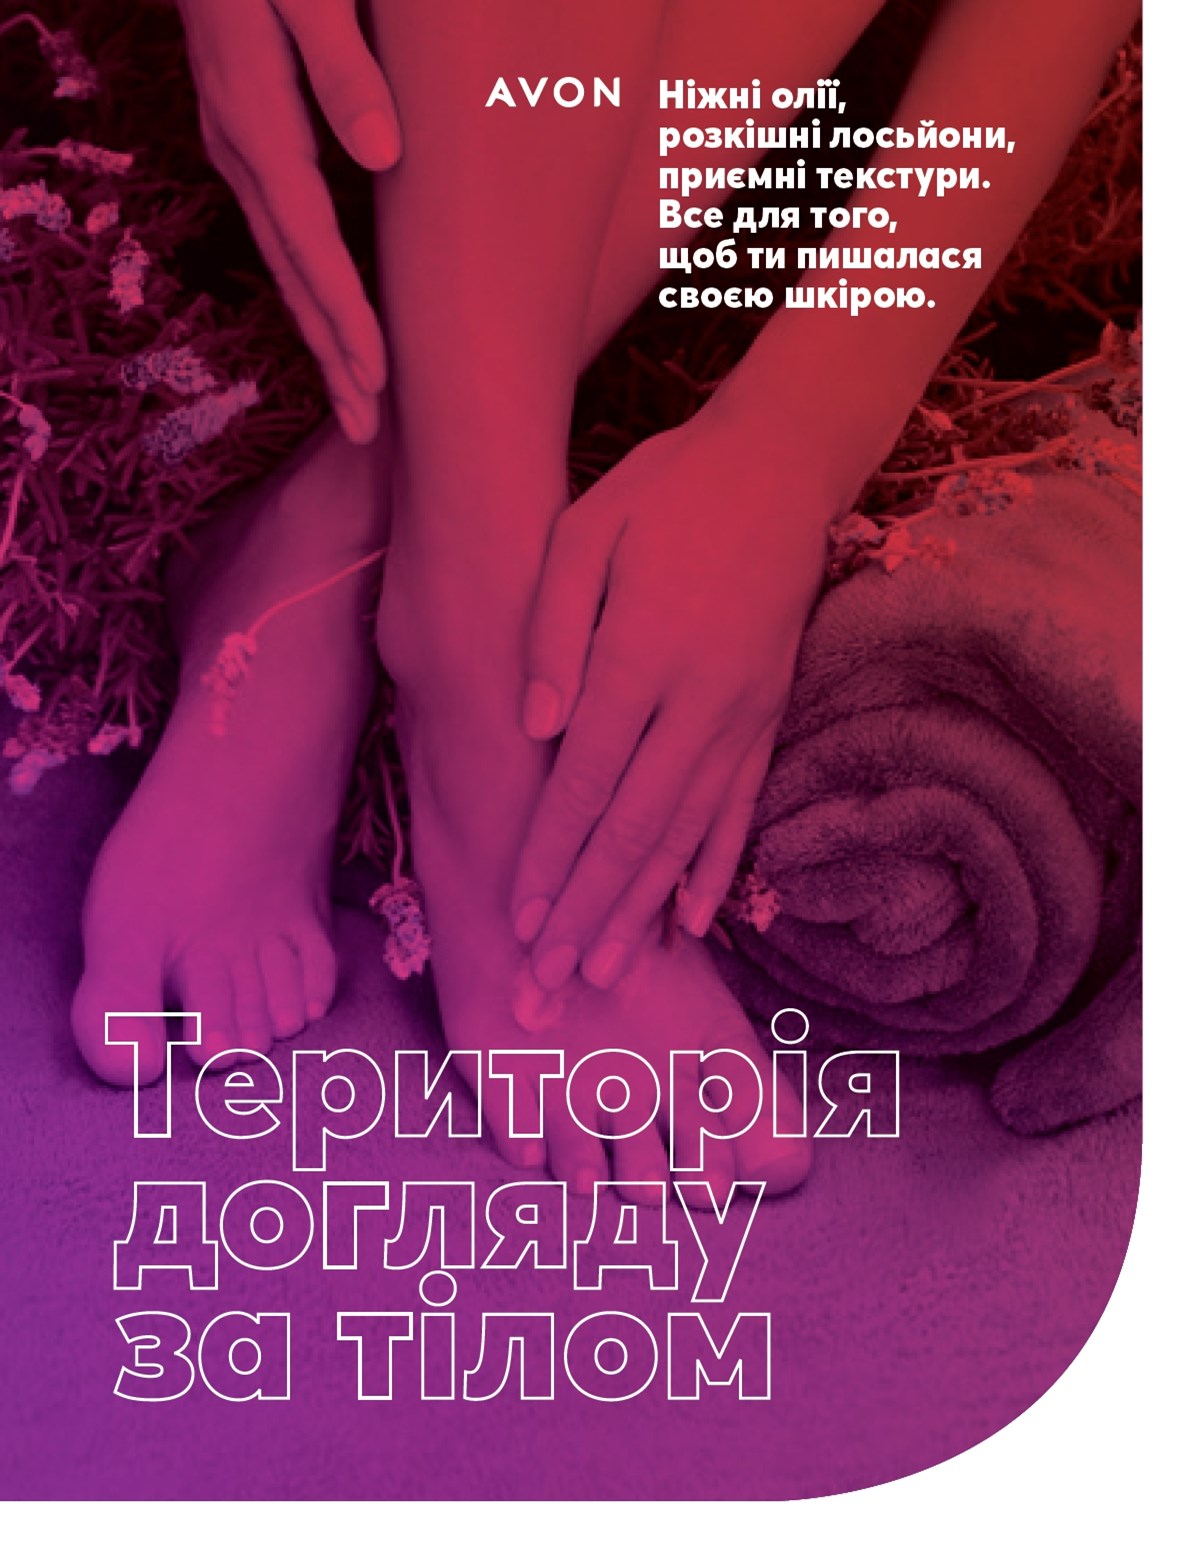 AVON
Ніжні олії,
розкішні лосьйони,
приємні текстури.
Все для того,
щоб ти пишалася
своєю шкірою.
Територія
догляду
за тілом